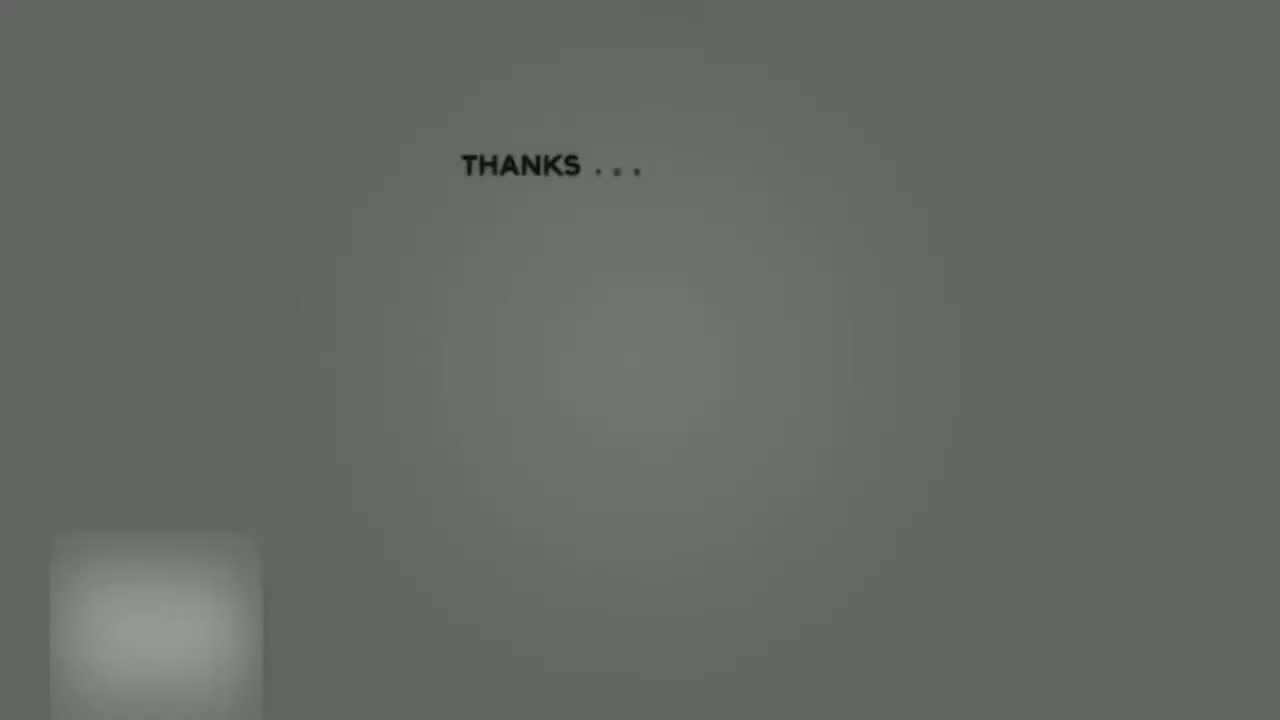 THANKS . . .